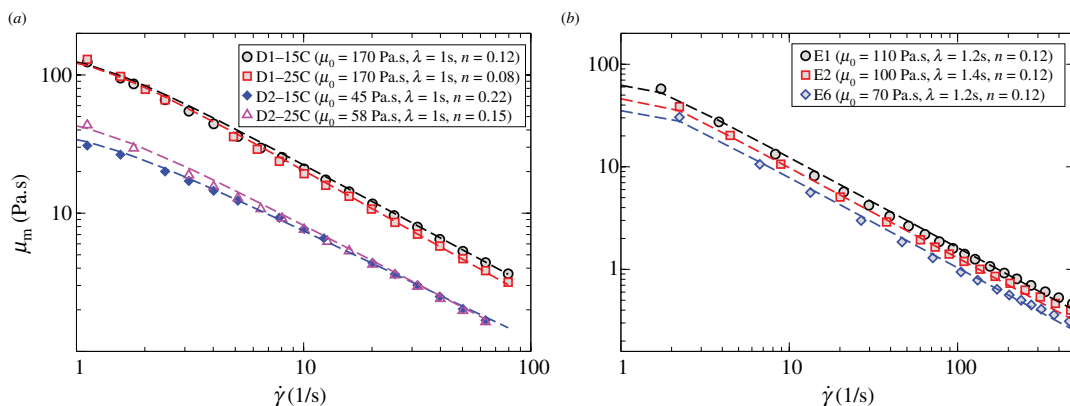 (a)
(b)
100
10
μm (Pa.s)
D1–15C (μ0 = 170 Pa.s, λ = 1s, n = 0.12)
D1–25C (μ0 = 170 Pa.s, λ = 1s, n = 0.08)
D2–15C (μ0 = 45 Pa.s, λ = 1s, n = 0.22)
D2–25C (μ0 = 58 Pa.s, λ = 1s, n = 0.15)
1
10
100
γ̇ (1/s)
100
10
1
E1 (μ0 = 110 Pa.s, λ = 1.2s, n = 0.12)
E2 (μ0 = 100 Pa.s, λ = 1.4s, n = 0.12)
E6 (μ0 = 70 Pa.s, λ = 1.2s, n = 0.12)
1
10
100
γ̇ (1/s)